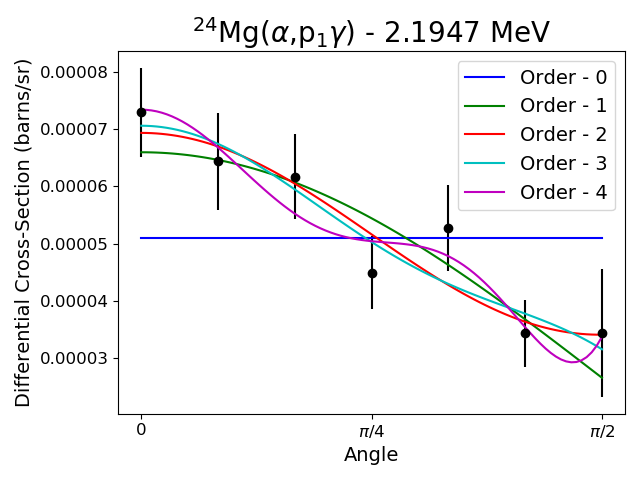 ²⁴Mg(α,p₁γ) - 2.1947 MeV
Differential Cross-Section (barns/sr)
0.00008
0.00007
0.00006
0.00005
0.00004
0.00003
Order - 0
Order - 1
Order - 2
Order - 3
Order - 4
0
π/4
π/2
Angle